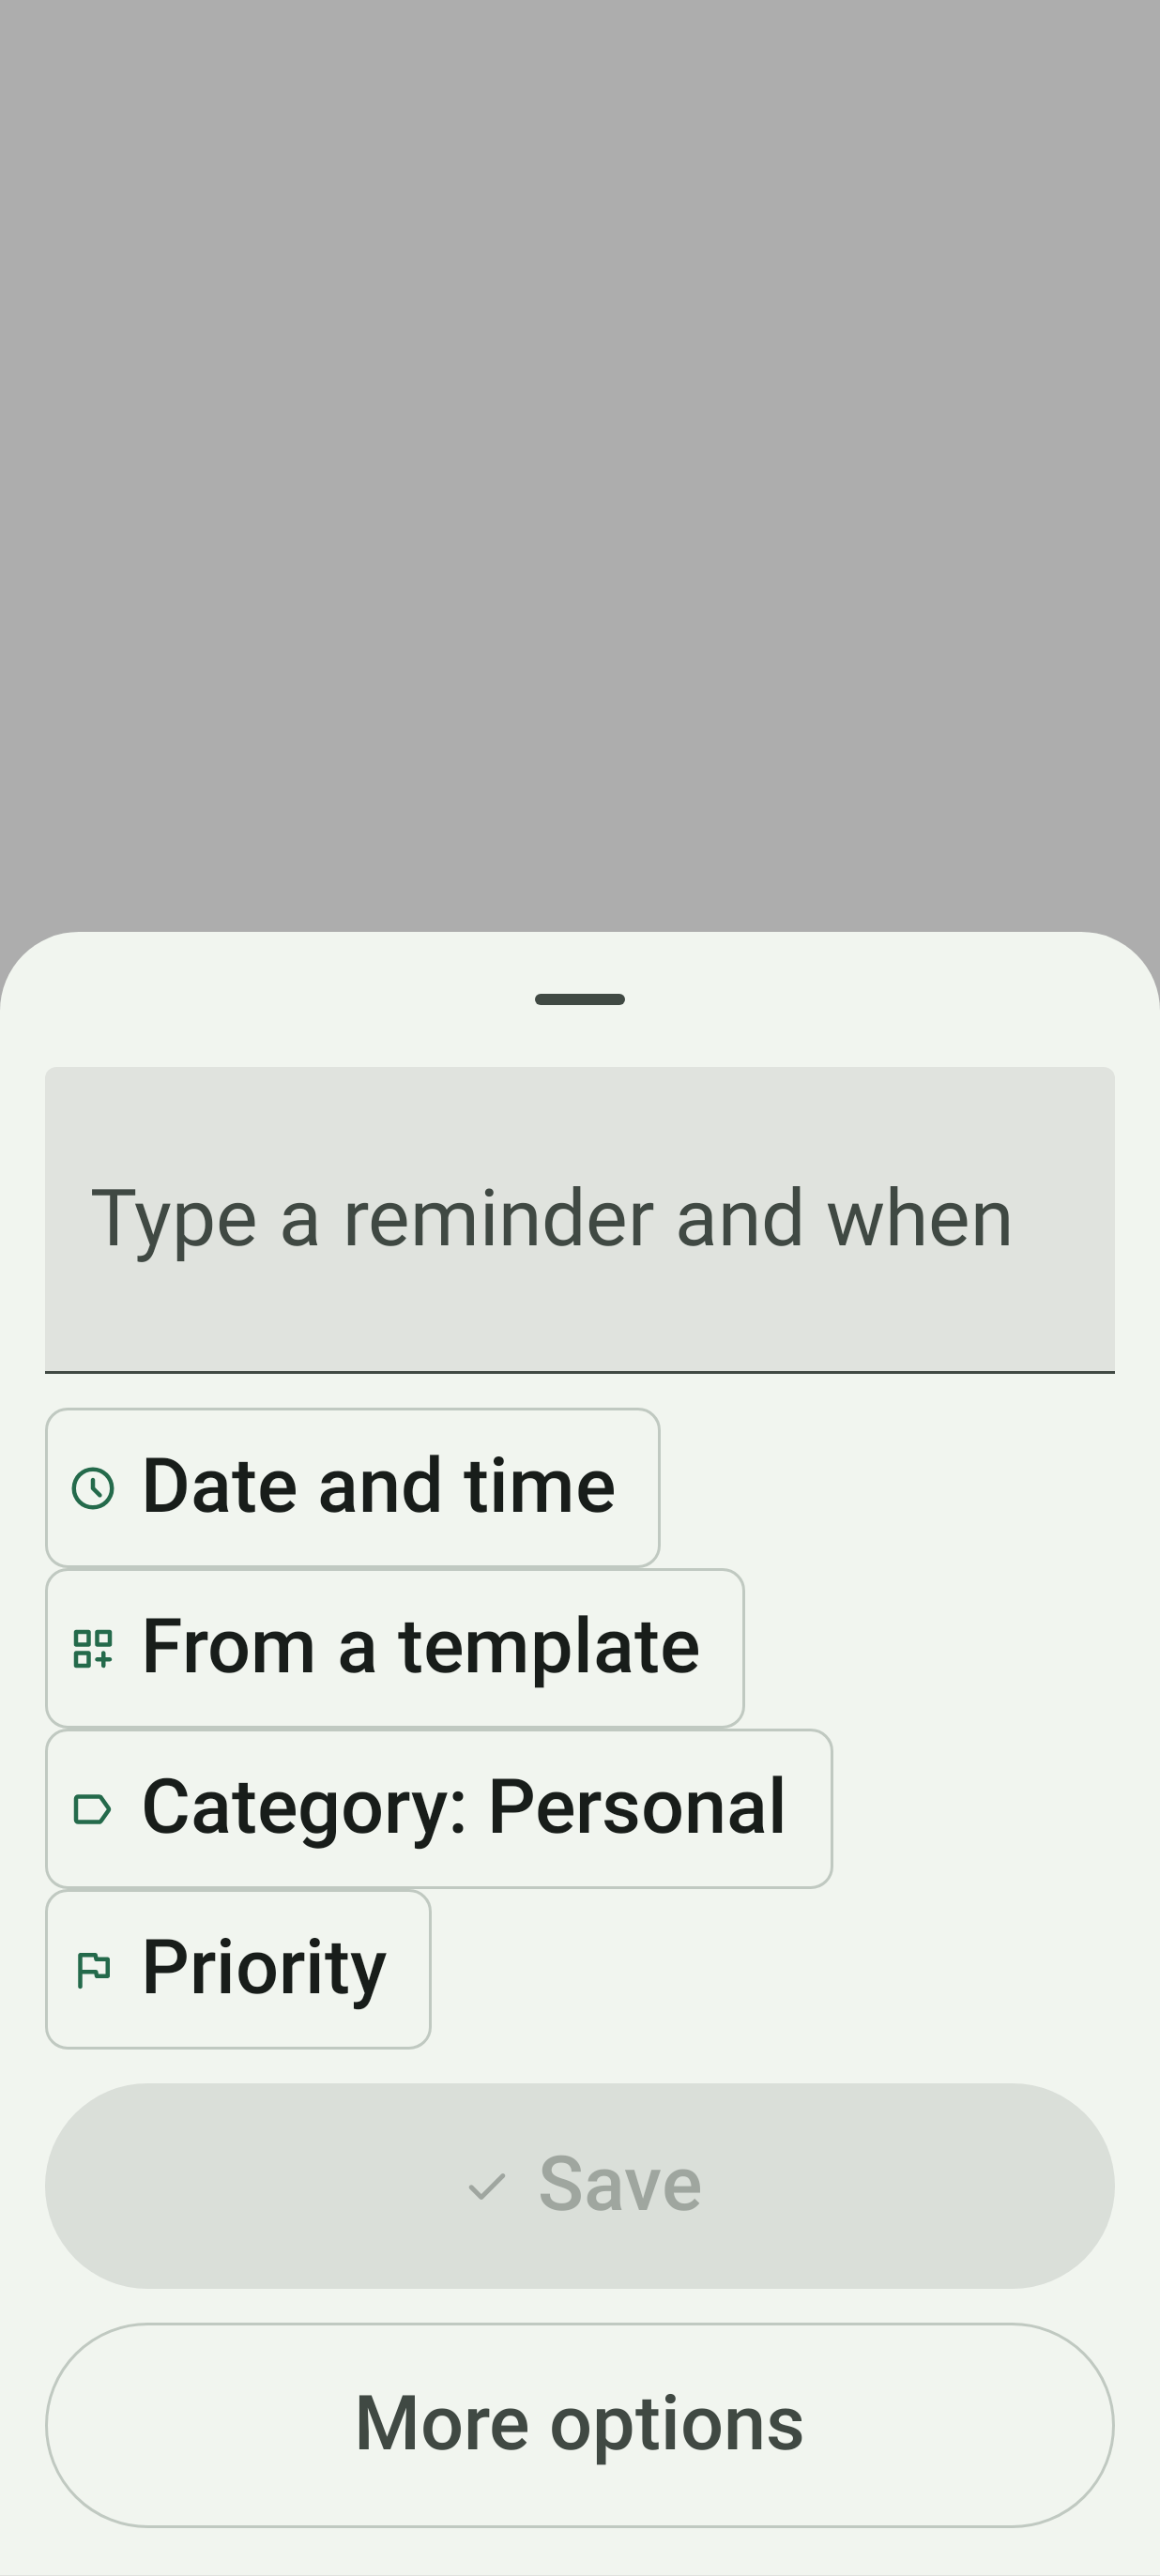 Type a reminder and when
Date and time
From a template
Category: Personal
Priority
Save
More options